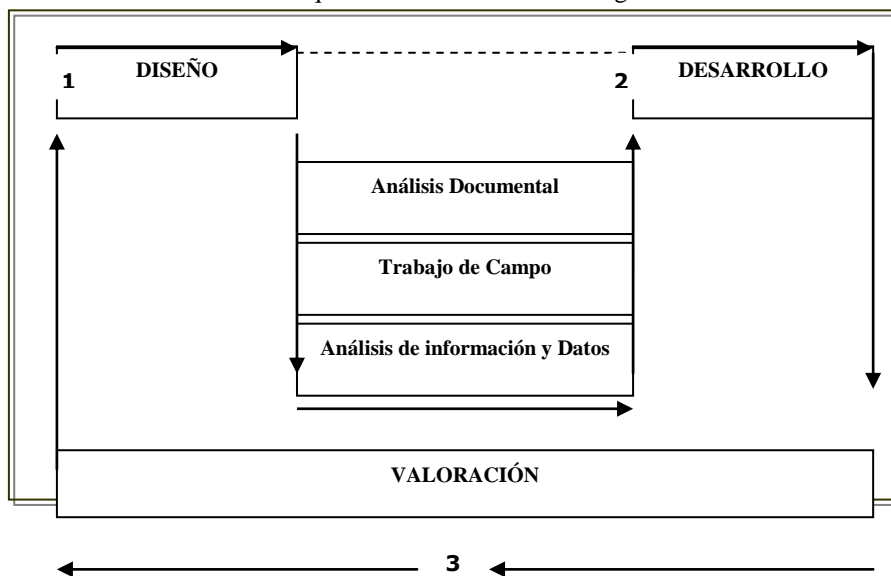 1
DISEÑO
2
DESARROLLO
Análisis Documental
Trabajo de Campo
Análisis de información y Datos
VALORACIÓN
3